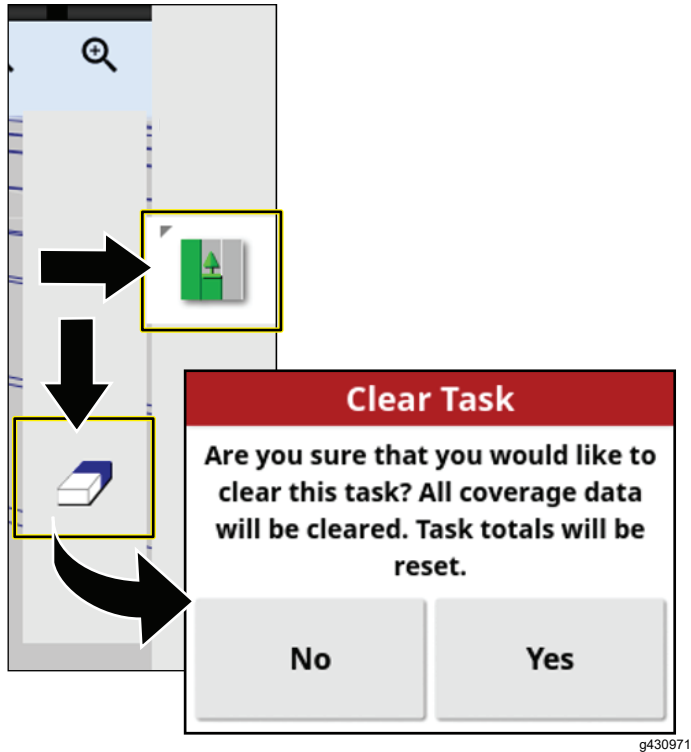 Clear Task
Are you sure that you would like to
clear this task? All coverage data
will be cleared. Task totals will be
reset.
No
Yes
g430971